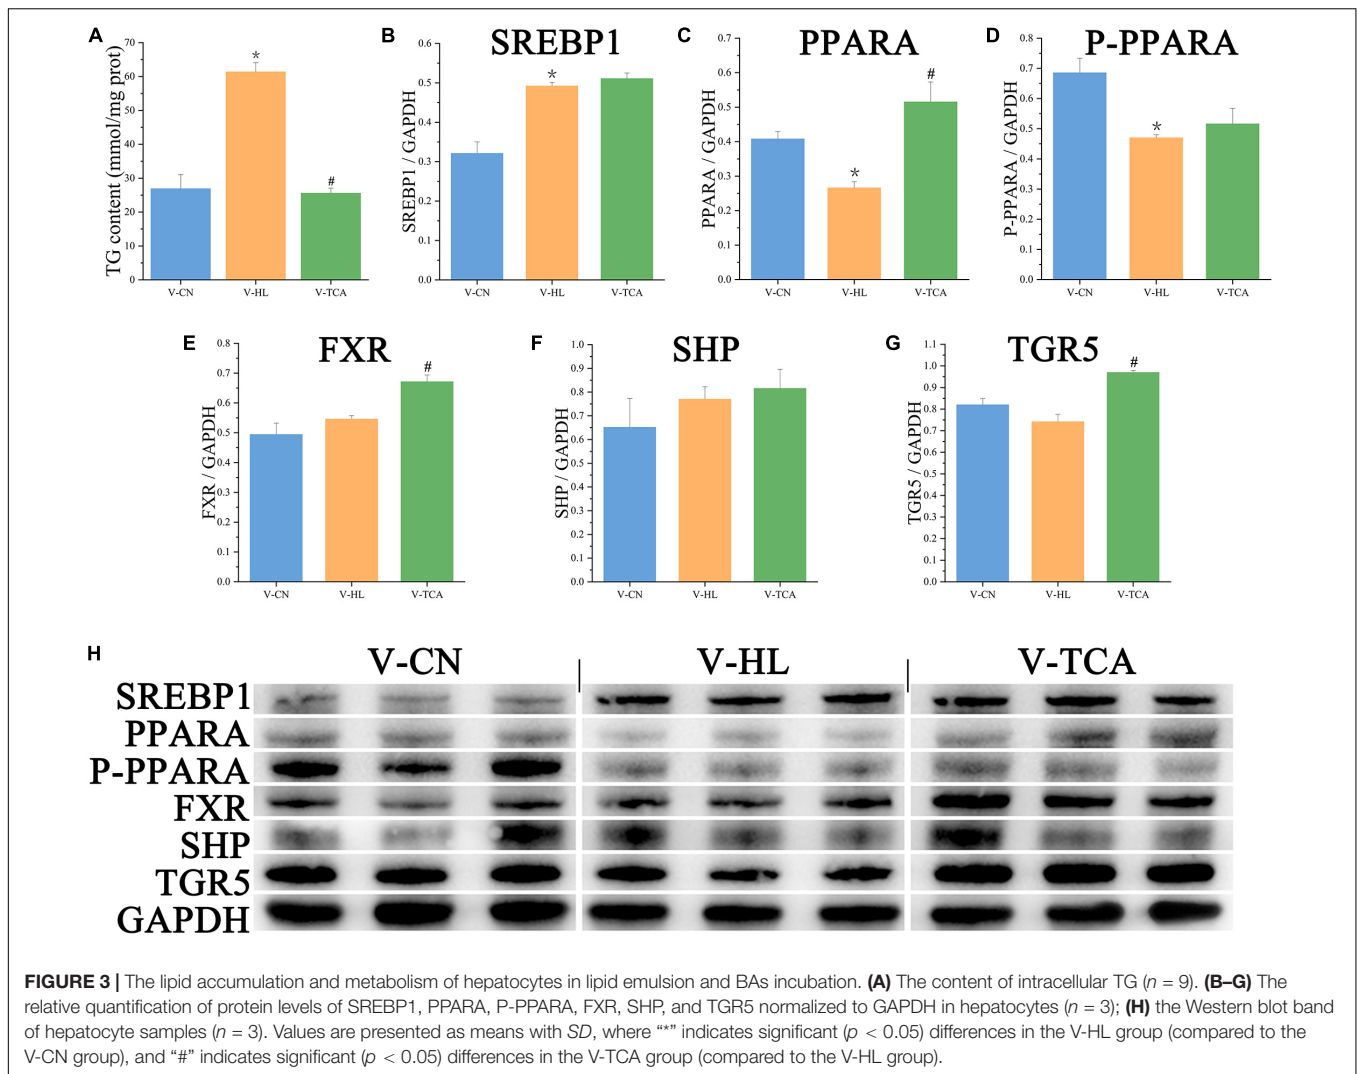 A
TG content (mmol/mg prot)
70
60
50
40
30
20
10
0
*
#
V-CN V-HL V-TCA
B
SREBP1
SREBP1 / GAPDH
0.6
0.5
0.4
0.3
0.2
0.1
0.0
*
V-CN V-HL V-TCA
C
PPARA
PPARA / GAPDH
0.7
0.6
0.5
0.4
0.3
0.2
0.1
0.0
*
#
V-CN V-HL V-TCA
D
P-PPARA
P-PPARA / GAPDH
0.8
0.7
0.6
0.5
0.4
0.3
0.2
0.1
0.0
*
V-CN V-HL V-TCA
E
FXR
FXR / GAPDH
0.8
0.7
0.6
0.5
0.4
0.3
0.2
0.1
0.0
#
V-CN V-HL V-TCA
F
SHP
SHP / GAPDH
1.0
0.9
0.8
0.7
0.6
0.5
0.4
0.3
0.2
0.1
0.0
V-CN V-HL V-TCA
G
TGR5
TGR5 / GAPDH
1.1
1.0
0.9
0.8
0.7
0.6
0.5
0.4
0.3
0.2
0.1
0.0
#
V-CN V-HL V-TCA
H
V-CN V-HL V-TCA
SREBP1
PPARA
P-PPARA
FXR
SHP
TGR5
GAPDH
FIGURE 3 | The lipid accumulation and metabolism of hepatocytes in lipid emulsion and BAs incubation. (A) The content of intracellular TG (n = 9). (B–G) The
relative quantification of protein levels of SREBP1, PPARA, P-PPARA, FXR, SHP, and TGR5 normalized to GAPDH in hepatocytes (n = 3); (H) the Western blot band
of hepatocyte samples (n = 3). Values are presented as means with SD, where “*” indicates significant (p < 0.05) differences in the V-HL group (compared to the
V-CN group), and “#” indicates significant (p < 0.05) differences in the V-TCA group (compared to the V-HL group).